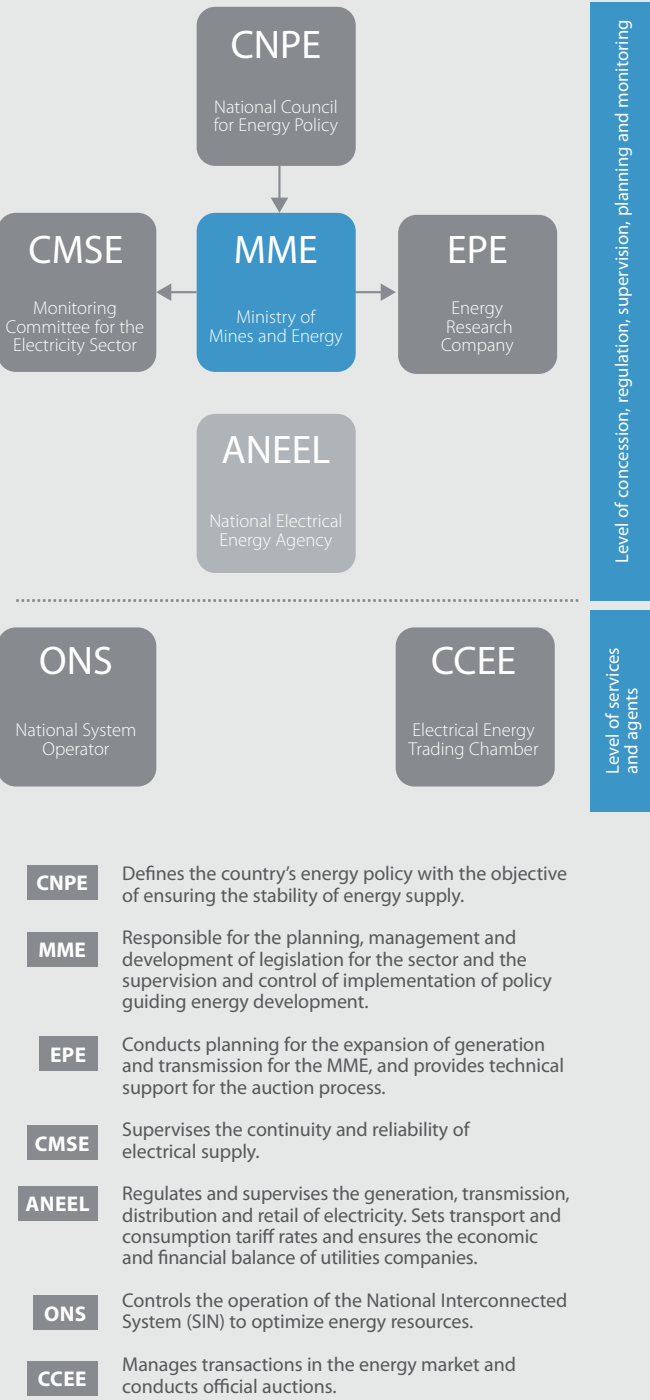 CNPE
National Council
for Energy Policy
CMSE
Monitoring
Committee for the
Electricity Sector
MME
Ministry of
Mines and Energy
EPE
Energy
Research
Company
ANEEL
National Electrical
Energy Agency
Level of concession, regulation, supervision, planning and monitoring
ONS
National System
Operator
CCEE
Electrical Energy
Trading Chamber
Level of services
and agents
CNPE
Defines the country’s energy policy with the objective
of ensuring the stability of energy supply.
MME
Responsible for the planning, management and
development of legislation for the sector and the
supervision and control of implementation of policy
guiding energy development.
EPE
Conducts planning for the expansion of generation
and transmission for the MME, and provides technical
support for the auction process.
CMSE
Supervises the continuity and reliability of
electrical supply.
ANEEL
Regulates and supervises the generation, transmission,
distribution and retail of electricity. Sets transport and
consumption tariff rates and ensures the economic
and financial balance of utilities companies.
ONS
Controls the operation of the National Interconnected
System (SIN) to optimize energy resources.
CCEE
Manages transactions in the energy market and
conducts official auctions.